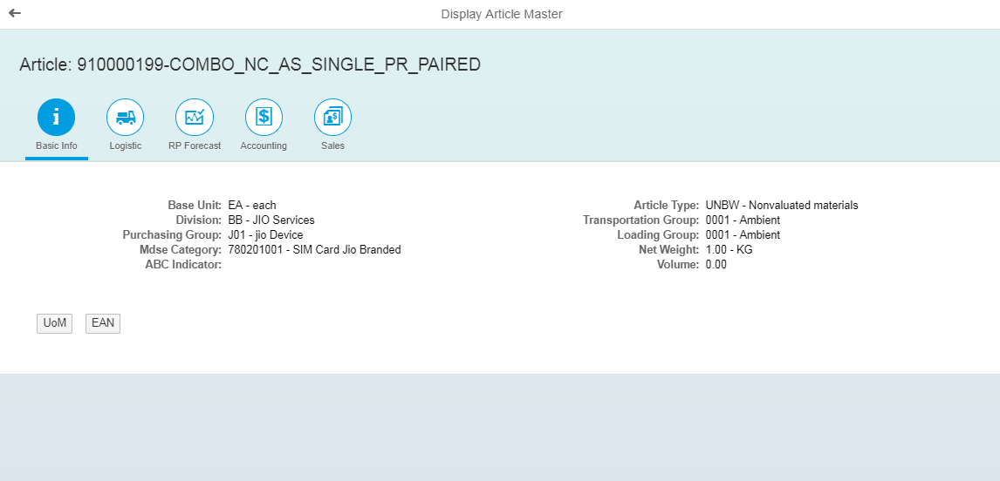 Display Article Master
Article: 910000199-COMBO_NC_AS_SINGLE_PR_PAIRED
Basic Info
Logistic
RP Forecast
Accounting
Sales
Base Unit: EA - each
Division: BB - JIO Services
Purchasing Group: J01 - jio Device
Mdse Category: 780201001 - SIM Card Jio Branded
ABC Indicator:
Article Type: UNBW - Nonvaluated materials
Transportation Group: 0001 - Ambient
Loading Group: 0001 - Ambient
Net Weight: 1.00 - KG
Volume: 0.00
UoM
EAN